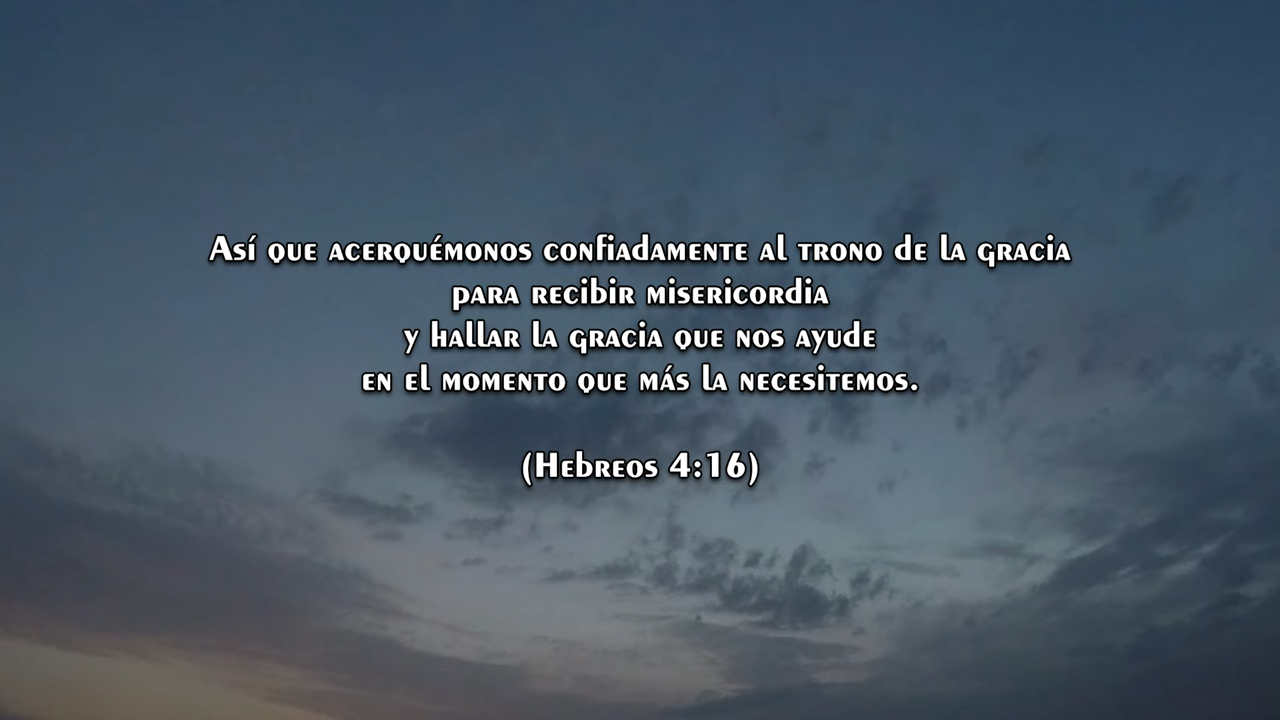 Así que acerquémonos confiadamente al trono de la gracia
para recibir misericordia
y hallar la gracia que nos ayude
en el momento que más la necesitemos.
(Hebreos 4:16)